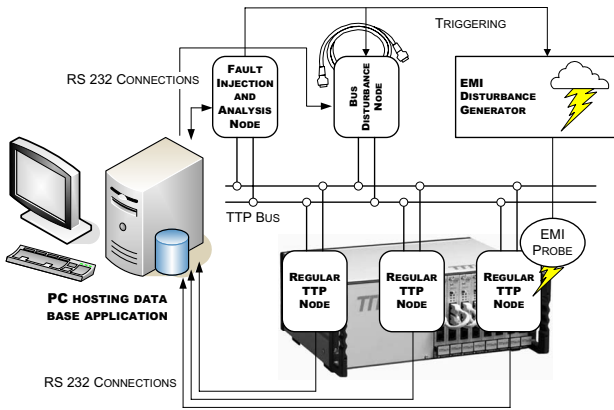 TRIGGERING
RS 232 CONNECTIONS
FAULT
INJECTION
AND
ANALYSIS
NODE
BUS
DISTURBANCE
NODE
EMI
DISTURBANCE
GENERATOR
TTP BUS
EMI
PROBE
REGULAR
TTP
NODE
REGULAR
TTP
NODE
REGULAR
TTP
NODE
PC HOSTING DATA
BASE APPLICATION
RS 232 CONNECTIONS